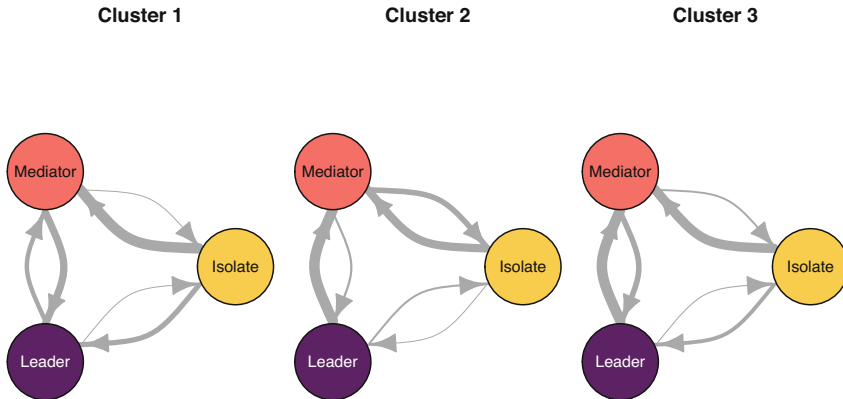 Cluster 1
Cluster 2
Cluster 3
Mediator
Mediator
Mediator
Isolate
Isolate
Isolate
Leader
Leader
Leader